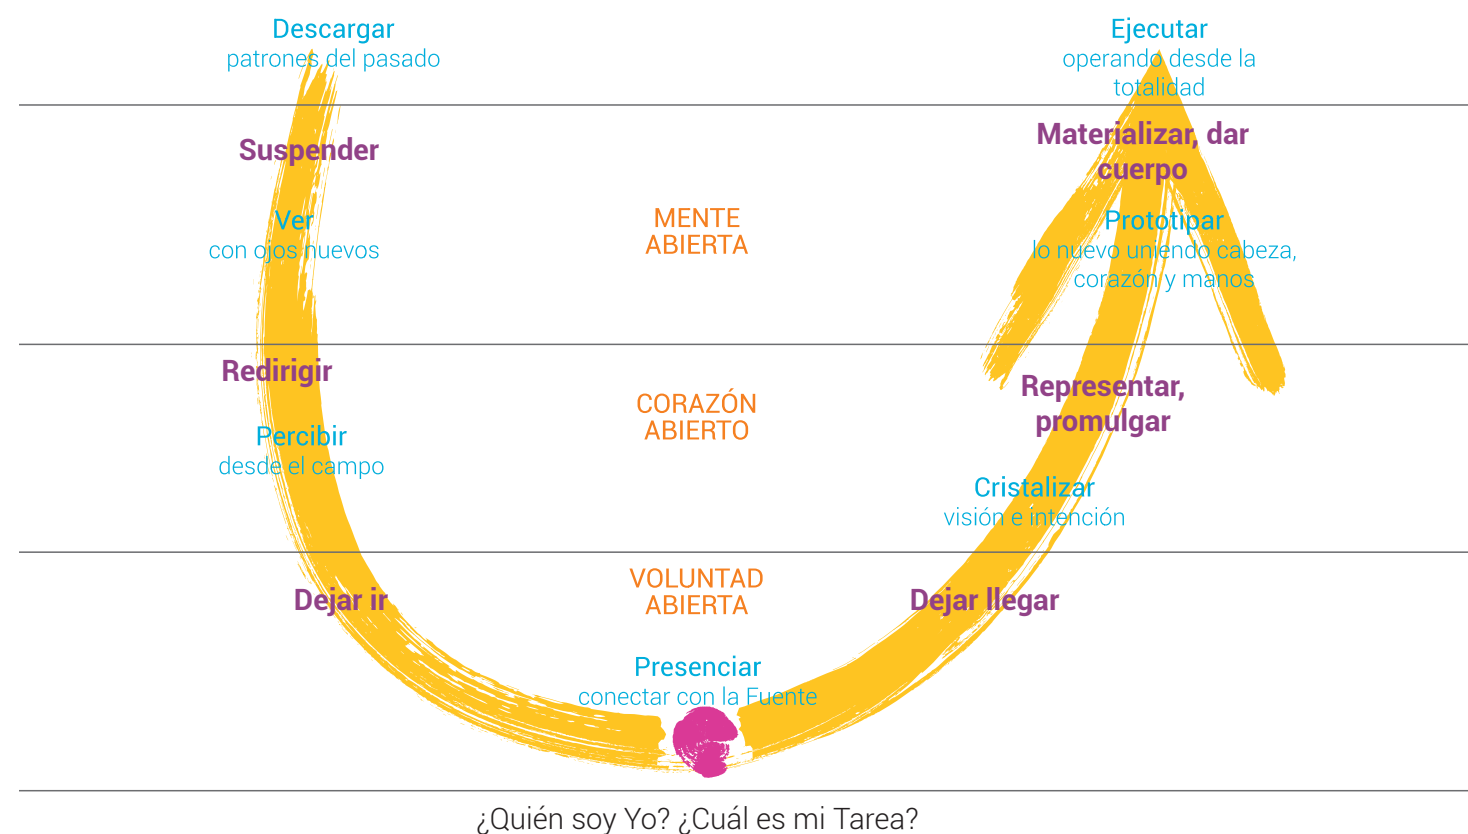 Descargar
patrones del pasado
Ejecutar
operando desde la
totalidad
Suspender
Materializar, dar
cuerpo
Ver
con ojos nuevos
MENTE
ABIERTA
Prototipar
lo nuevo uniendo cabeza,
corazón y manos
Redirigir
Representar,
promulgar
CORAZÓN
ABIERTO
Percibir
desde el campo
Cristalizar
visión e intención
VOLUNTAD
ABIERTA
Dejar ir
Dejar llegar
Presenciar
conectar con la Fuente
¿Quién soy Yo? ¿Cuál es mi Tarea?